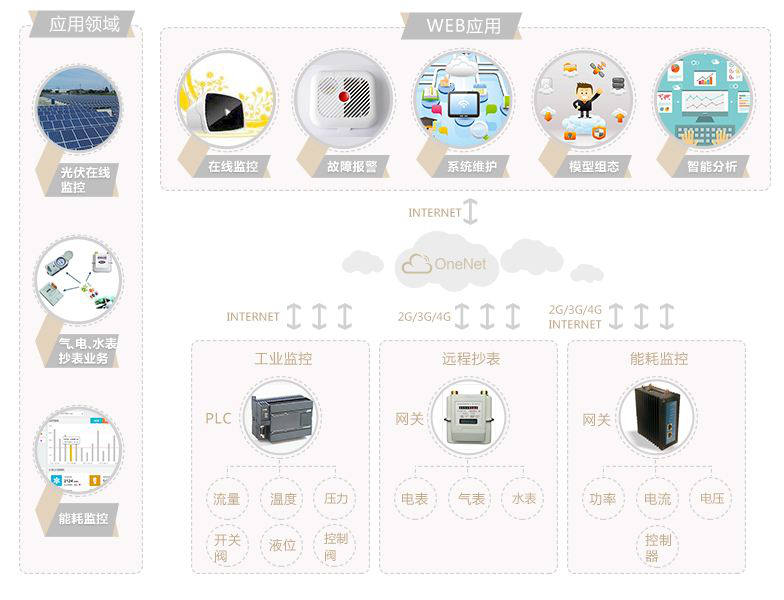 应用领域
光伏在线
监控
气、电、水表
抄表业务
能耗监控
WEB应用
在线监控
故障报警
系统维护
模型组态
智能分析
INTERNET
OneNet
INTERNET
2G/3G/4G
2G/3G/4G
INTERNET
工业监控
PLC
流量
温度
压力
开关
阀
液位
控制
阀
远程抄表
网关
电表
气表
水表
能耗监控
网关
功率
电流
电压
控制
器